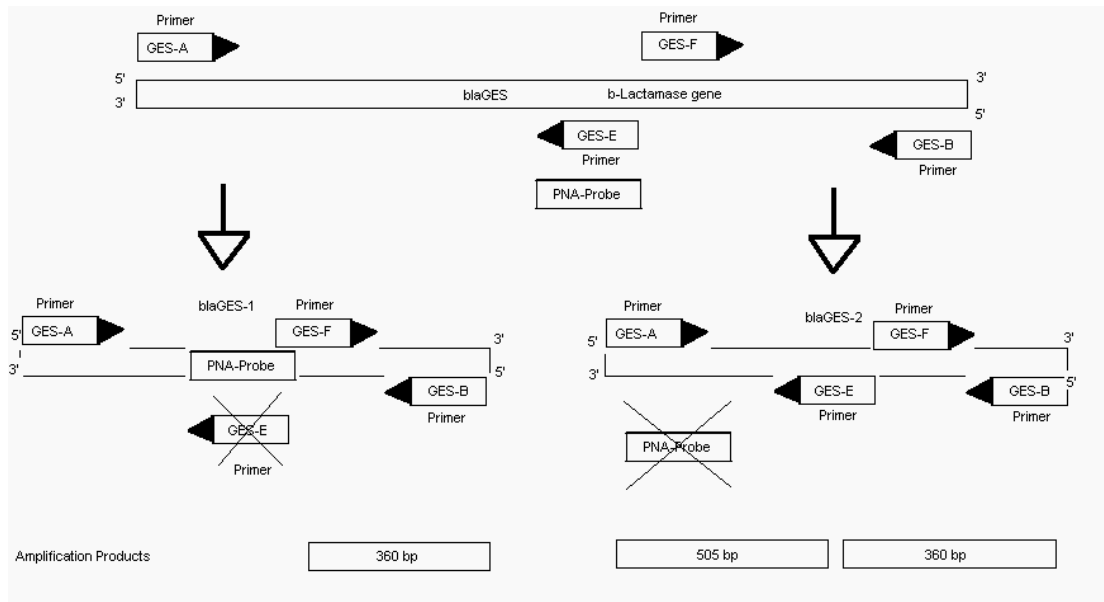 Primer
GES-A
Primer
GES-F
5'
3'
3'
5'
blaGES
b-Lactamase gene
GES-E
Primer
GES-B
Primer
PNA-Probe
blaGES-1
Primer
GES-A
Primer
GES-F
5'
3'
PNA-Probe
3'
5'
GES-B
Primer
GES-E
Primer
blaGES-2
Primer
GES-A
Primer
GES-F
5'
3'
3'
5'
GES-E
Primer
GES-B
Primer
PNA-Probe
Amplification Products
360 bp
505 bp
360 bp